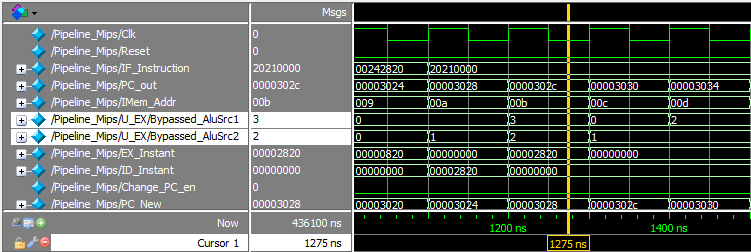 Msgs
/Pipeline_Mips/Clk 0
/Pipeline_Mips/Reset 0
/Pipeline_Mips/IF_Instruction 20210000 00242820 20210000
/Pipeline_Mips/PC_out 0000302c 00003024 00003028 0000302c 00003030 00003034
/Pipeline_Mips/IMem_Addr 00b 009 00a 00b 00c 00d
/Pipeline_Mips/U_EX/Bypassed_AluSrc1 3 0 3 0 2
/Pipeline_Mips/U_EX/Bypassed_AluSrc2 2 0 1 2 1
/Pipeline_Mips/EX_Instant 00002820 00000820 00000000 00002820 00000000
/Pipeline_Mips/ID_Instant 00000000 00000000 00002820 00000000
/Pipeline_Mips/Change_PC_en 0
/Pipeline_Mips/PC_New 00003028 00003020 00003024 00003028 0000302c 00003030
Now 436100 ns 1200 ns 1400 ns
Cursor 1 1275 ns 1275 ns